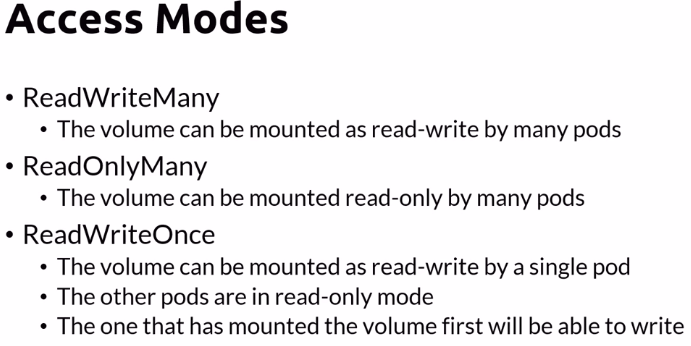 Access Modes
• ReadWriteMany
• The volume can be mounted as read-write by many pods
• ReadOnlyMany
• The volume can be mounted read-only by many pods
• ReadWriteOnce
• The volume can be mounted as read-write by a single pod
• The other pods are in read-only mode
• The one that has mounted the volume first will be able to write